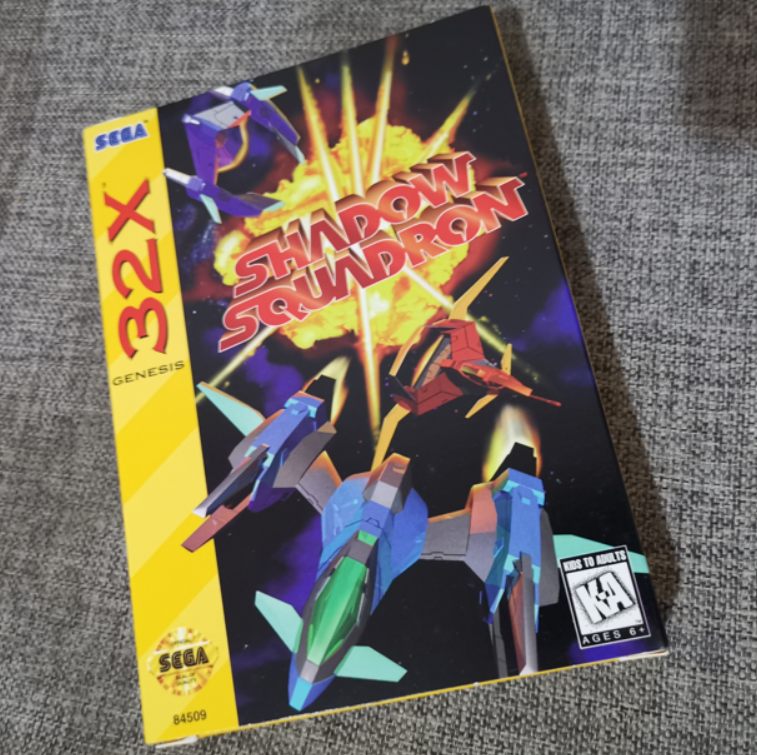 SEGA
32X
GENESIS
SHADOW
SQUADRON
KIDS TO ADULTS
K-A
AGES 6+
SEGA
84509